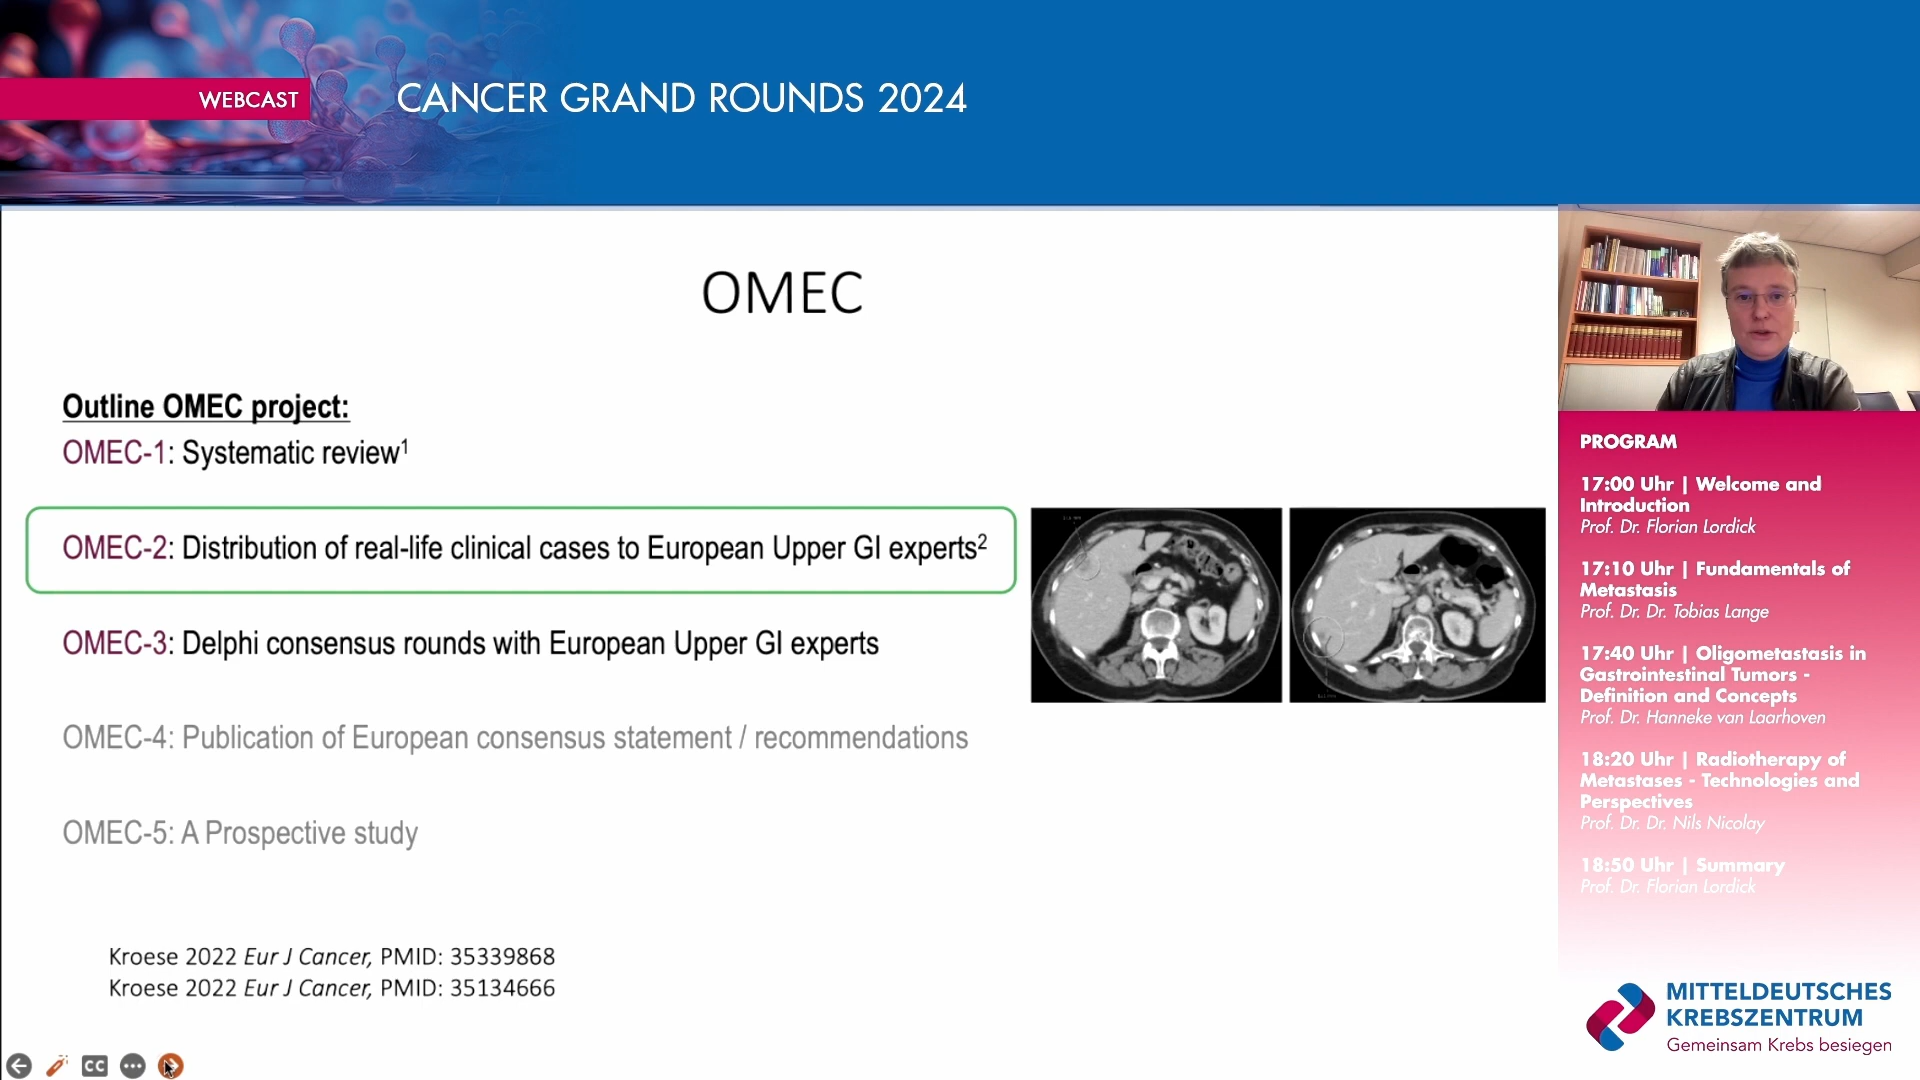 WEBCAST
CANCER GRAND ROUNDS 2024
OMEC
Outline OMEC project:
OMEC-1: Systematic review¹
OMEC-2: Distribution of real-life clinical cases to European Upper GI experts²
OMEC-3: Delphi consensus rounds with European Upper GI experts
OMEC-4: Publication of European consensus statement / recommendations
OMEC-5: A Prospective study
Kroese 2022 Eur J Cancer, PMID: 35339868
Kroese 2022 Eur J Cancer, PMID: 35134666
CC
PROGRAM
17:00 Uhr | Welcome and
Introduction
Prof. Dr. Florian Lordick
17:10 Uhr | Fundamentals of
Metastasis
Prof. Dr. Dr. Tobias Lange
17:40 Uhr | Oligometastasis in
Gastrointestinal Tumors -
Definition and Concepts
Prof. Dr. Hanneke van Laarhoven
18:20 Uhr | Radiotherapy of
Metastases - Technologies and
Perspectives
Prof. Dr. Dr. Nils Nicolay
18:50 Uhr | Summary
Prof. Dr. Florian Lordick
MITTELDEUTSCHES
KREBSZENTRUM
Gemeinsam Krebs besiegen